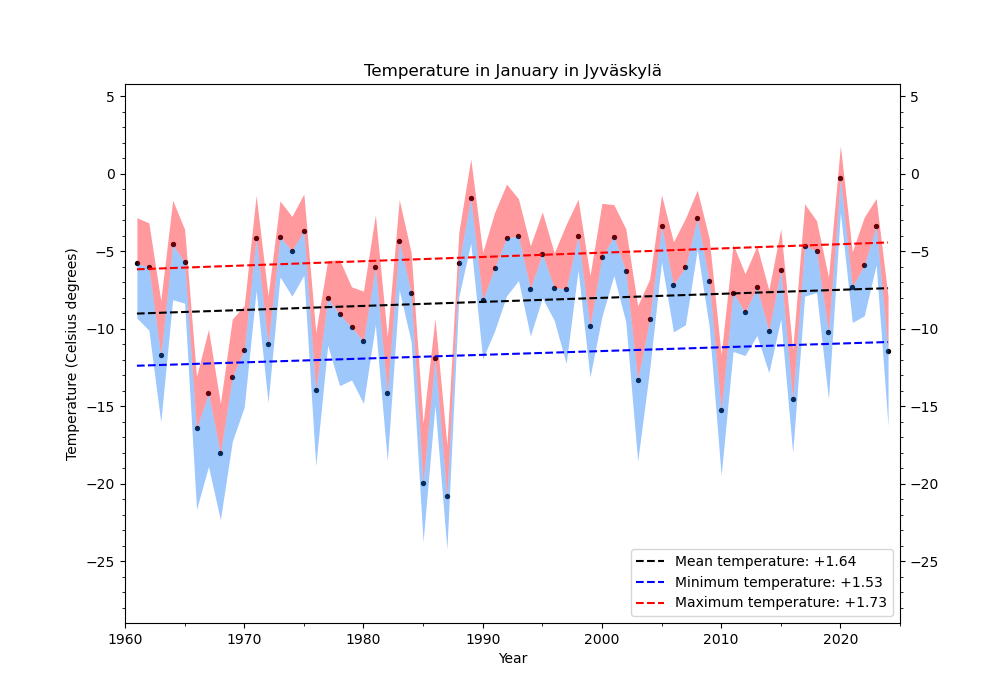 Temperature in January in Jyväskylä
5
0
−5
−10
−15
−20
−25
5
0
−5
−10
−15
−20
−25
Temperature (Celsius degrees)
Mean temperature: +1.64
Minimum temperature: +1.53
Maximum temperature: +1.73
1960 1970 1980 1990 2000 2010 2020
Year